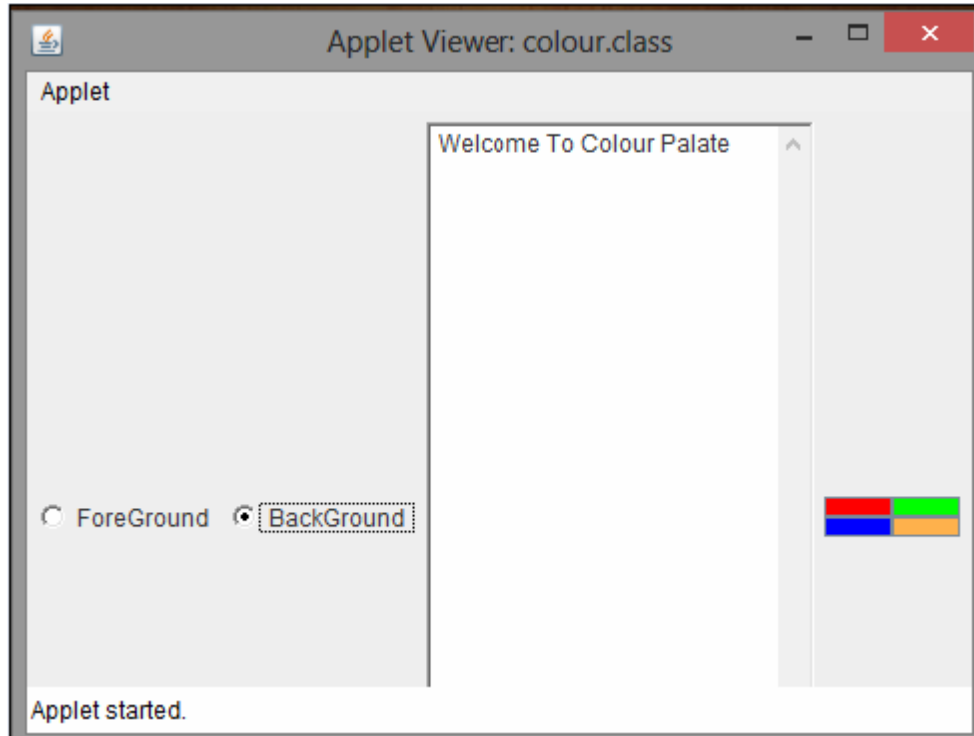 Applet Viewer: colour.class
Applet
Welcome To Colour Palate
ForeGround BackGround
Applet started.